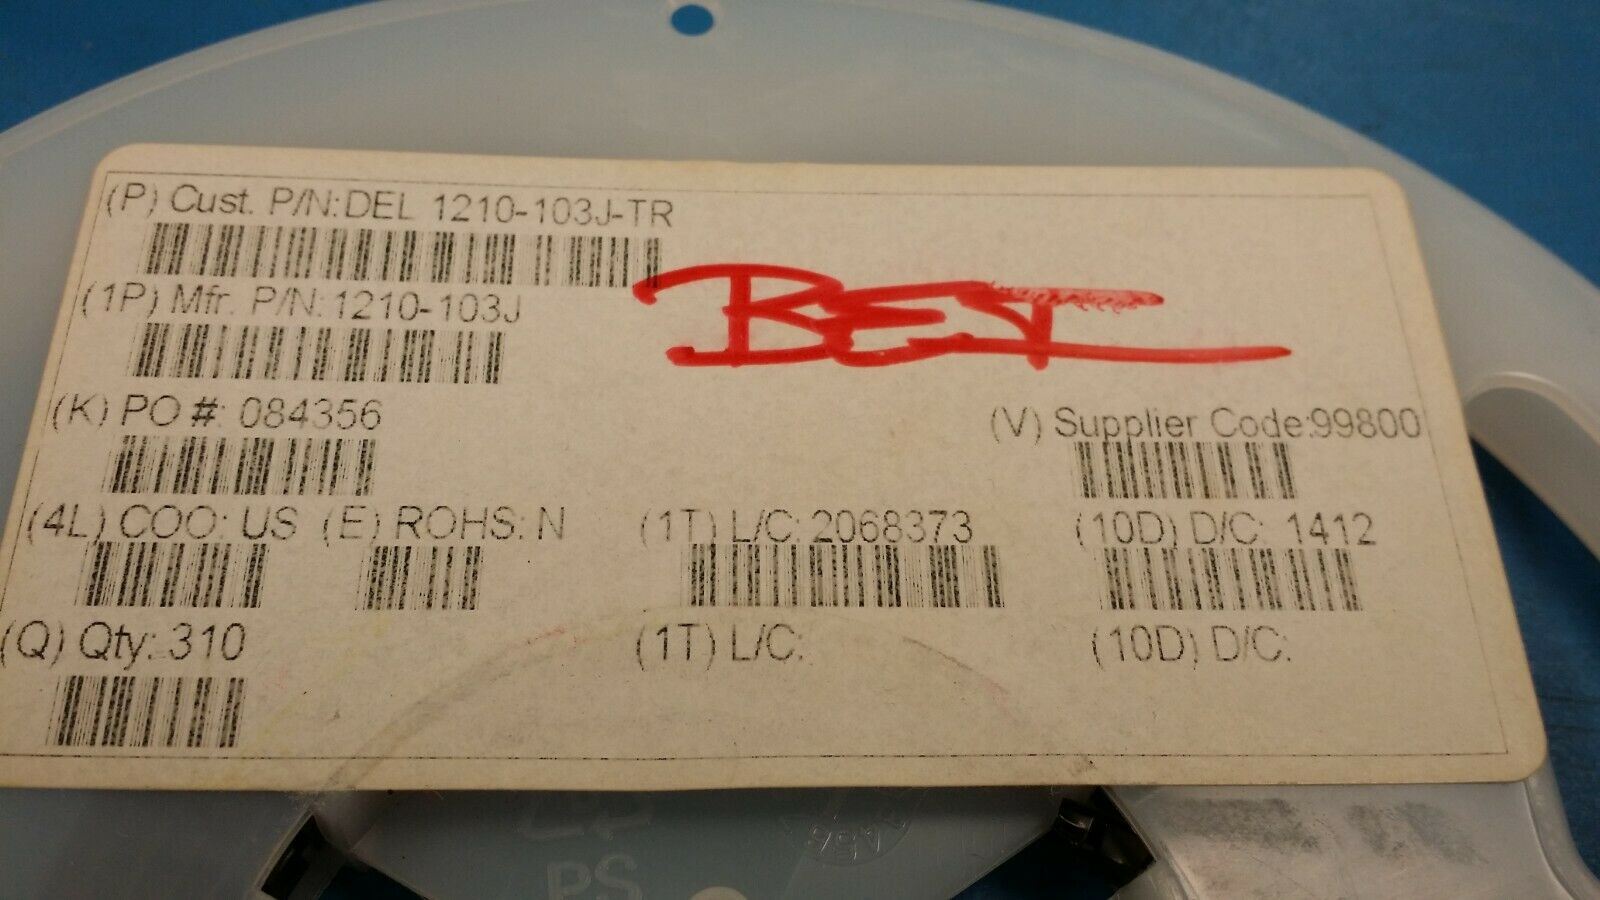 (P) Cust. P/N:DEL 1210-103J-TR
(1P) Mfr. P/N: 1210-103J
BEST
(K) PO #: 084356
(V) Supplier Code:99800
(4L) COO: US (E) ROHS: N (1T) L/C: 2068373 (10D) D/C: 1412
(Q) Qty: 310 (1T) L/C: (10D) D/C:
PS